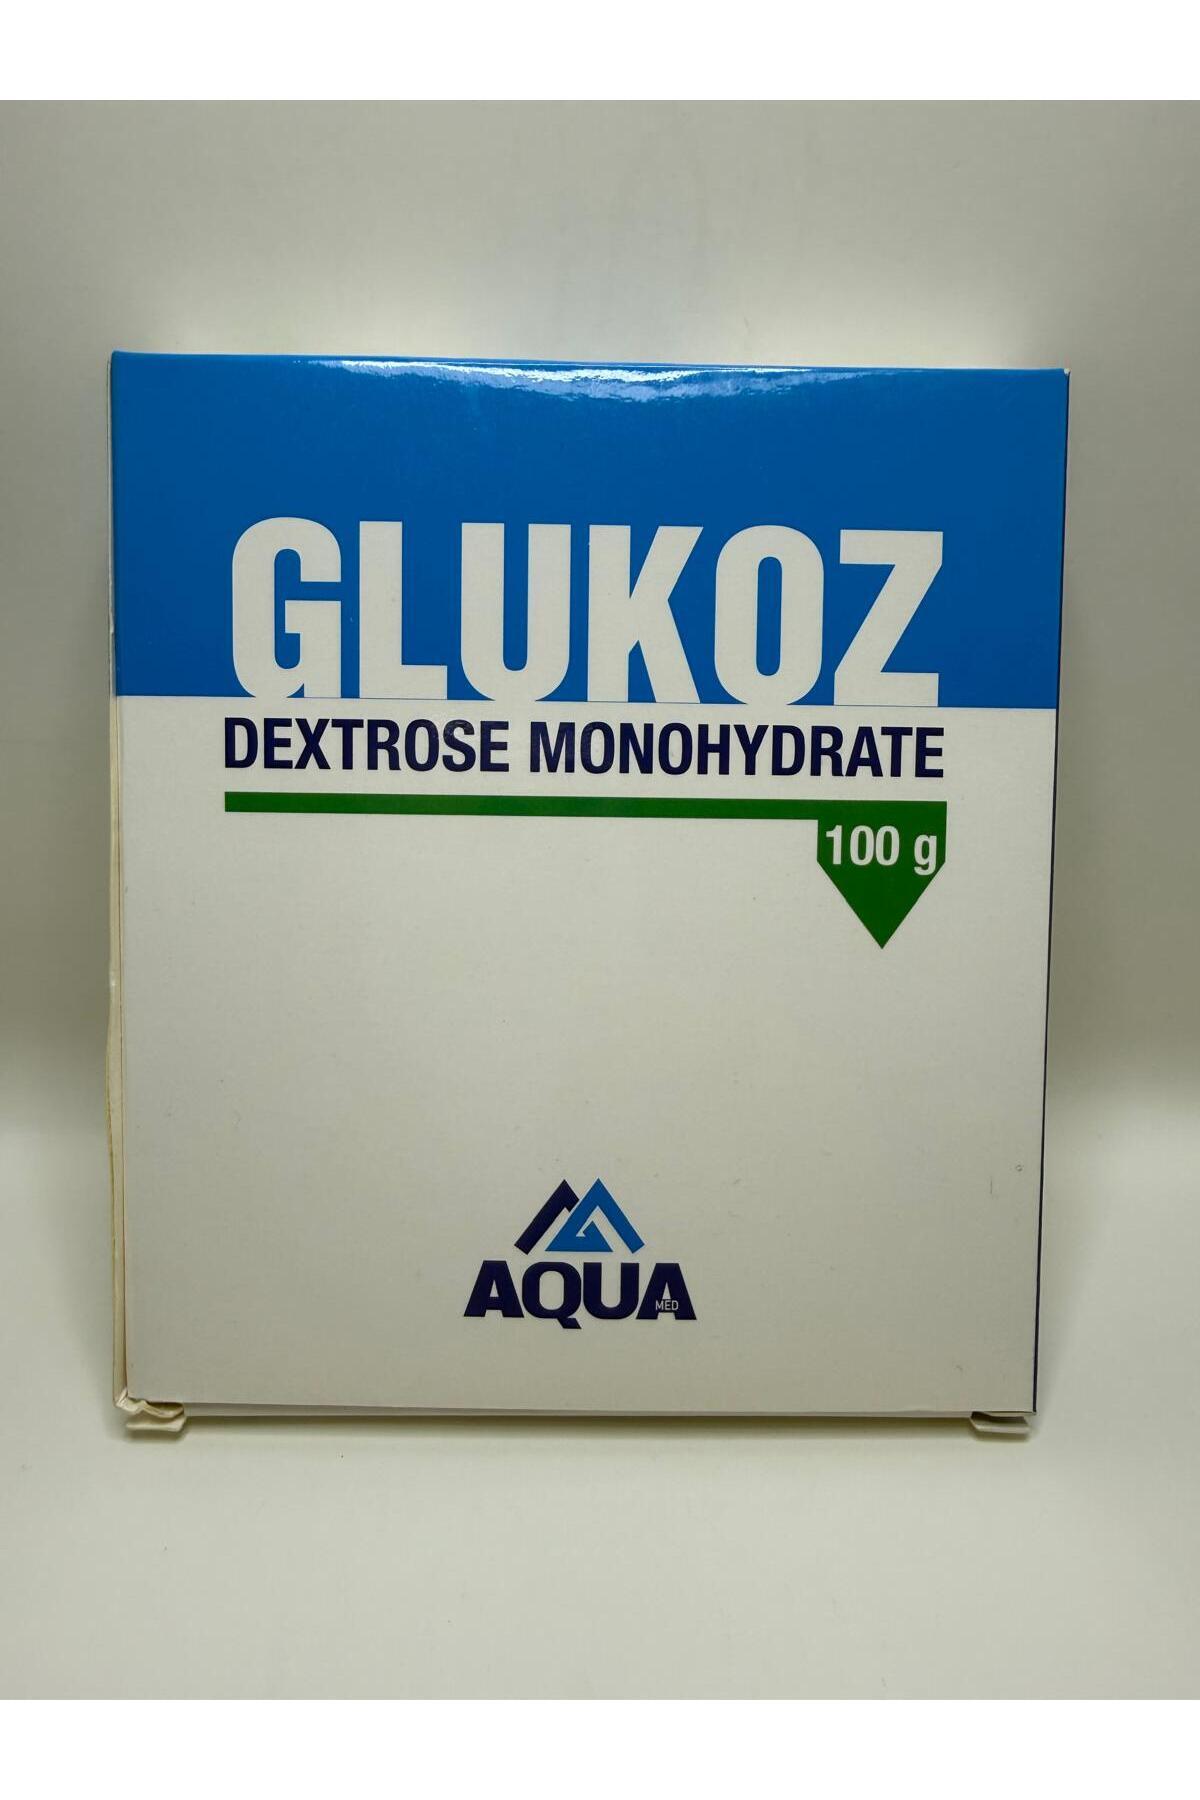 GLUKOZ
DEXTROSE MONOHYDRATE
100 g
AQUA
MED